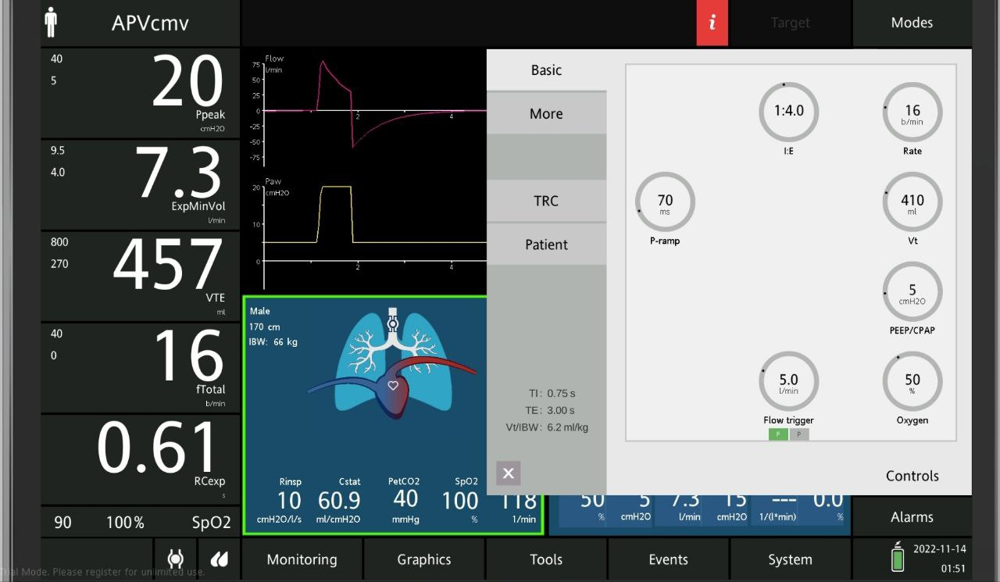 APVcmv
i
Target
Modes
40
5
20
Ppeak
cmH2O
9.5
4.0
7.3
ExpMinVol
l/min
800
270
457
VTE
ml
40
0
16
fTotal
b/min
0.61
RCexp
s
90
100%
SpO2
Flow
l/min
75
50
25
0
-25
-50
-75
2
4
Paw
cmH2O
20
10
0
2
4
Male
170 cm
IBW: 66 kg
Rinsp
Cstat
PetCO2
SpO2
10
60.9
40
100
118
cmH2O/l/s
ml/cmH2O
mmHg
%
1/min
50
5
7.3
15
---
0.0
%
cmH2O
l/min
cmH2O
1/(l*min)
%
Basic
More
TRC
Patient
TI: 0.75 s
TE: 3.00 s
Vt/IBW: 6.2 ml/kg
X
1:4.0
I:E
16
b/min
Rate
70
ms
P-ramp
410
ml
Vt
5
cmH2O
PEEP/CPAP
5.0
l/min
Flow trigger
F
P
50
%
Oxygen
Controls
Alarms
Monitoring
Graphics
Tools
Events
System
2022-11-14
01:51
Trial Mode. Please register for unlimited use.